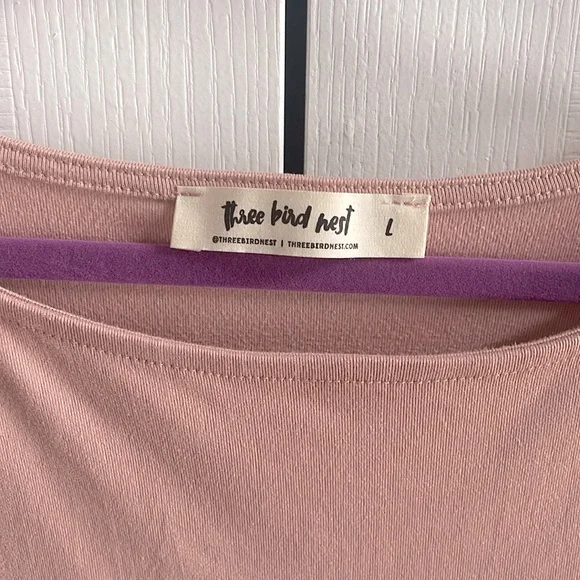 three bird nest
L
@THREEBIRDNEST | THREEBIRDNEST.COM